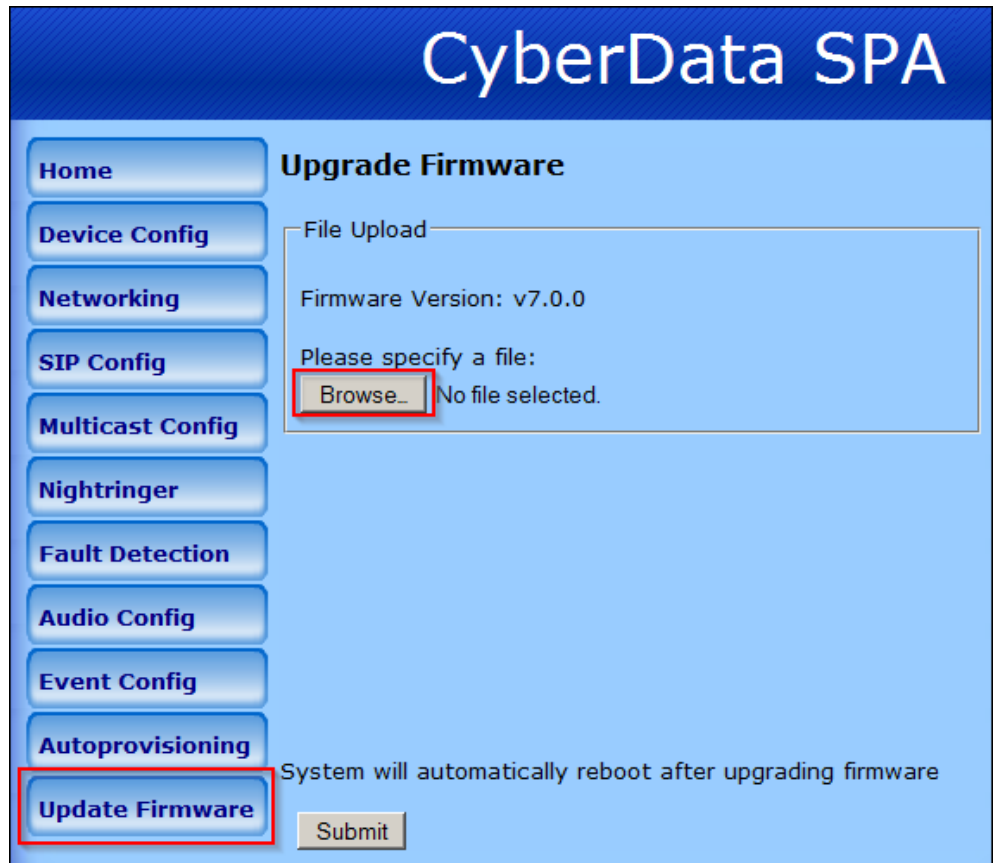 CyberData SPA
Home
Device Config
Networking
SIP Config
Multicast Config
Nightringer
Fault Detection
Audio Config
Event Config
Autoprovisioning
Update Firmware
Upgrade Firmware
File Upload
Firmware Version: v7.0.0
Please specify a file:
Browse... No file selected.
System will automatically reboot after upgrading firmware
Submit